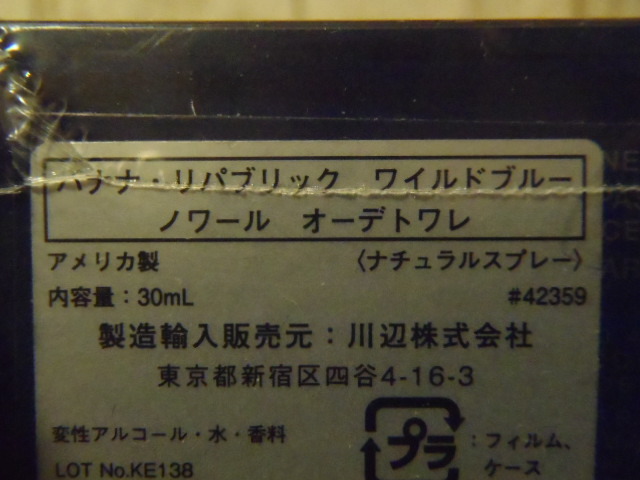 バナナ・リパブリック ワイルドブルー
ノワール オーデトワレ
アメリカ製 〈ナチュラルスプレー〉
内容量：30mL #42359
製造輸入販売元：川辺株式会社
東京都新宿区四谷4-16-3
変性アルコール・水・香料
プラ ：フィルム、
ケース
LOT No.KE138